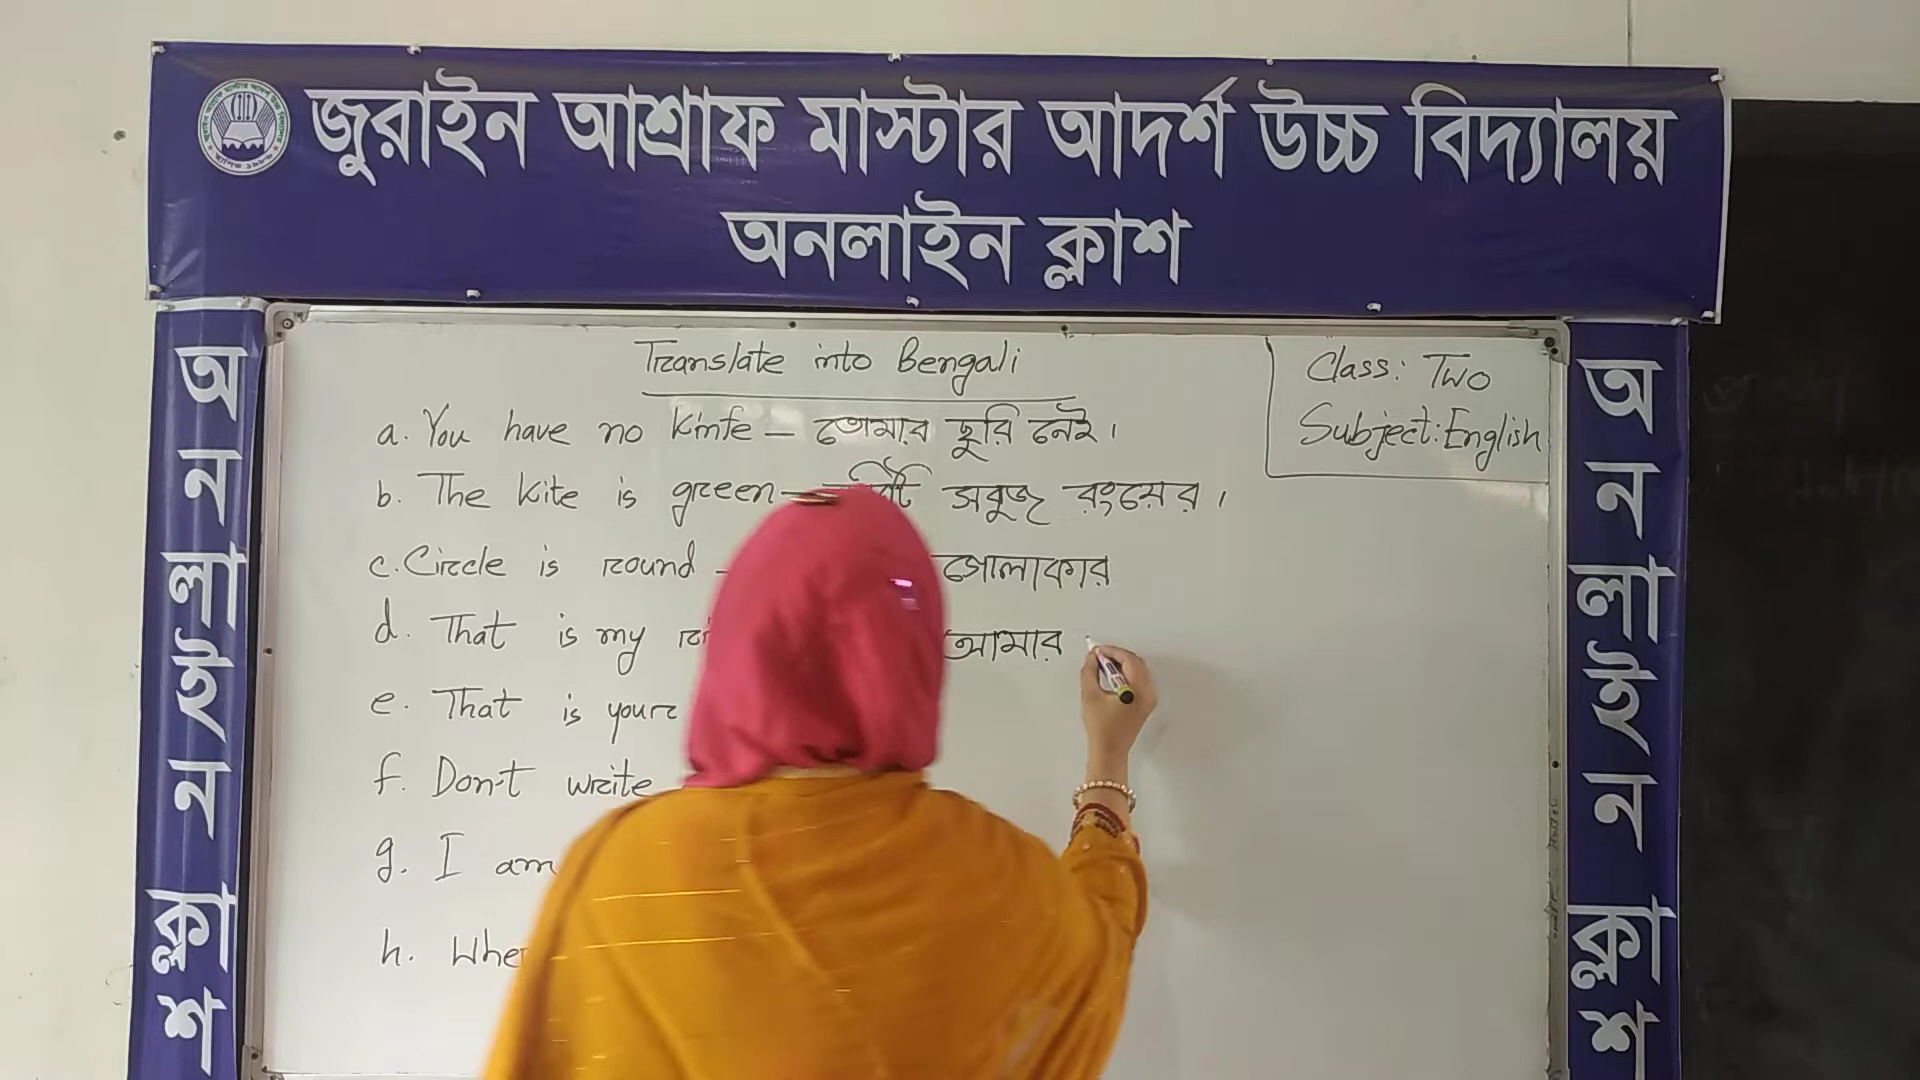 জুরাইন আশ্রাফ মাস্টার আদর্শ উচ্চ বিদ্যালয়
অনলাইন ক্লাশ
অনলাইন ক্লাশ
Translate into Bengali
a. You have no Kinfe – তোমার ছুরি নেই।
b. The Kite is green – সবুজ রংয়ের।
c. Circle is round – গোলাকার
d. That is my আমার
e. That is your
f. Don't write
g. I am
h.
Class: Two
Subject: English
অনলাইন ক্লাশ